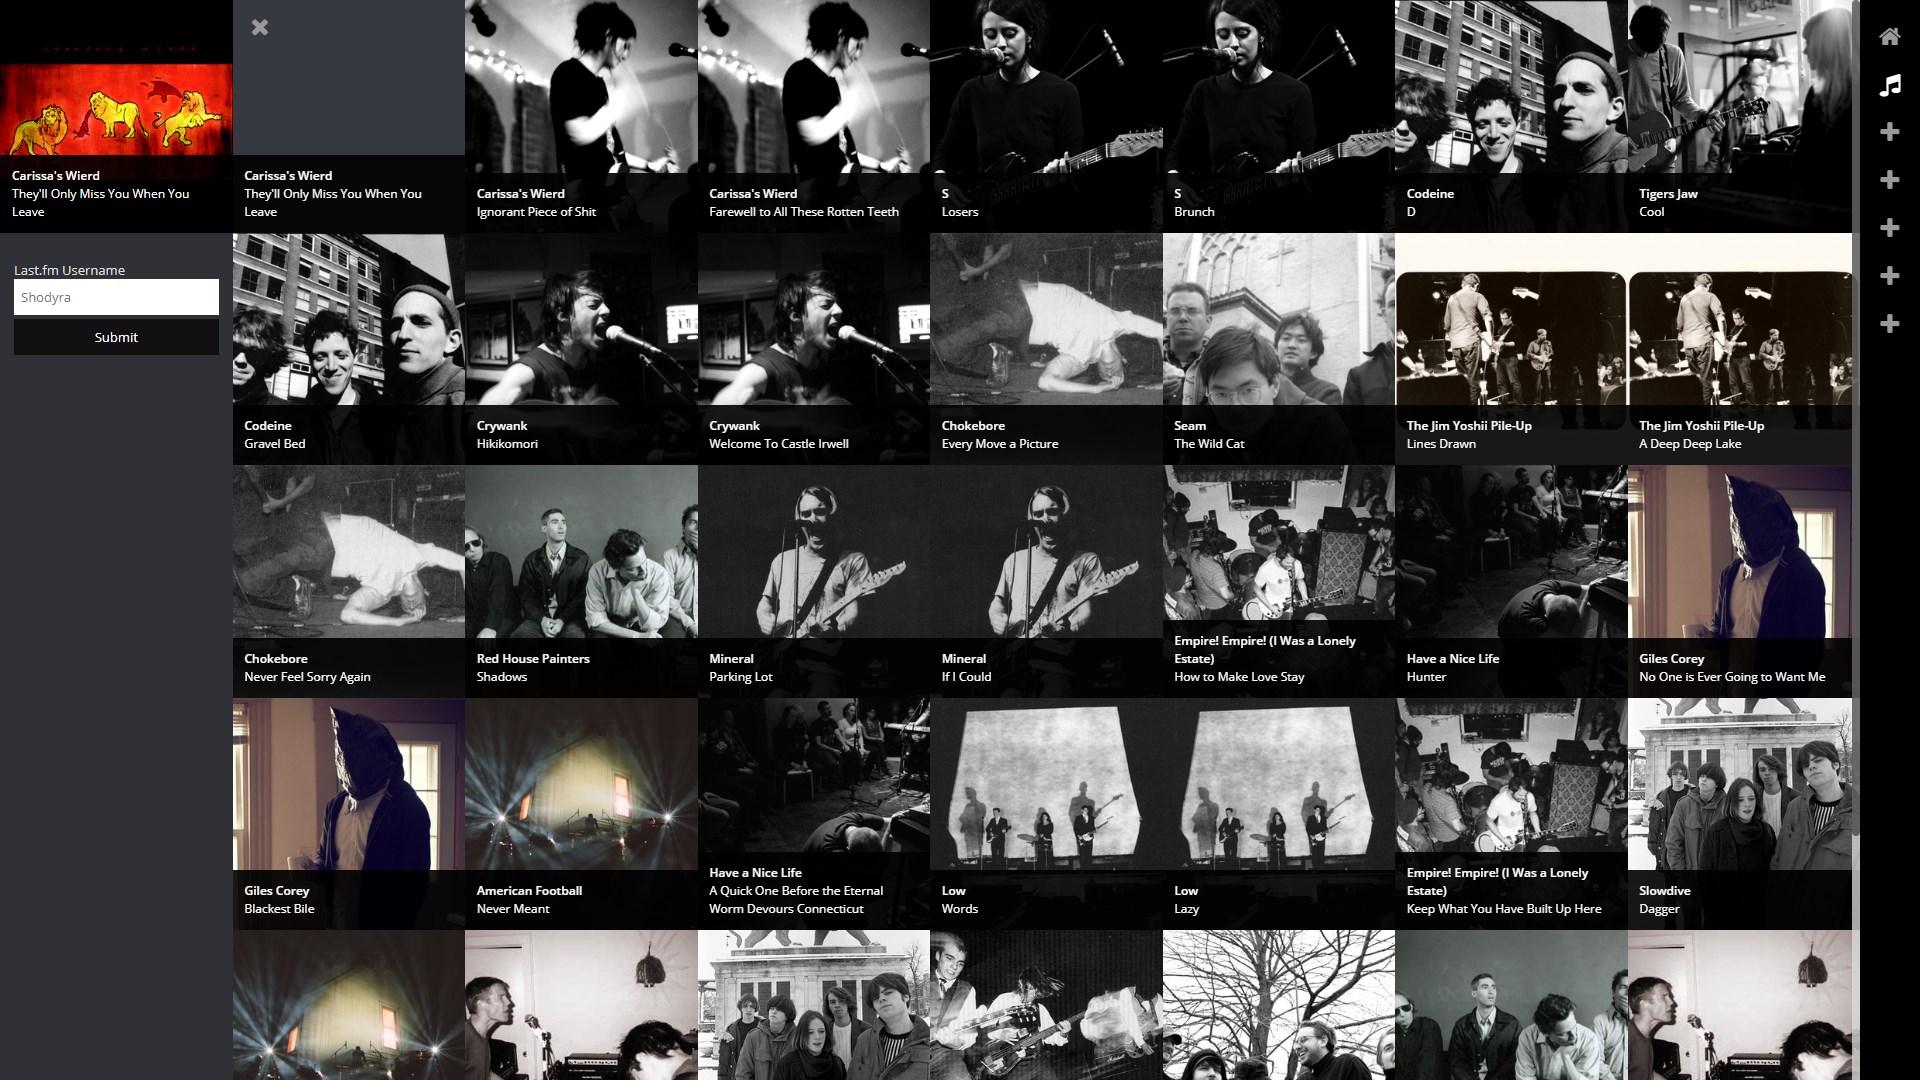 Carissa's Wierd
They'll Only Miss You When You
Leave
Last.fm Username
Shodyra
Submit
Carissa's Wierd
They'll Only Miss You When You
Leave
Carissa's Wierd
Ignorant Piece of Shit
Carissa's Wierd
Farewell to All These Rotten Teeth
S
Losers
S
Brunch
Codeine
D
Tigers Jaw
Cool
Codeine
Gravel Bed
Crywank
Hikikomori
Crywank
Welcome To Castle Irwell
Chokebore
Every Move a Picture
Seam
The Wild Cat
The Jim Yoshii Pile-Up
Lines Drawn
The Jim Yoshii Pile-Up
A Deep Deep Lake
Chokebore
Never Feel Sorry Again
Red House Painters
Shadows
Mineral
Parking Lot
Mineral
If I Could
Empire! Empire! (I Was a Lonely
Estate)
How to Make Love Stay
Have a Nice Life
Hunter
Giles Corey
No One is Ever Going to Want Me
Giles Corey
Blackest Bile
American Football
Never Meant
Have a Nice Life
A Quick One Before the Eternal
Worm Devours Connecticut
Low
Words
Low
Lazy
Empire! Empire! (I Was a Lonely
Estate)
Keep What You Have Built Up Here
Slowdive
Dagger